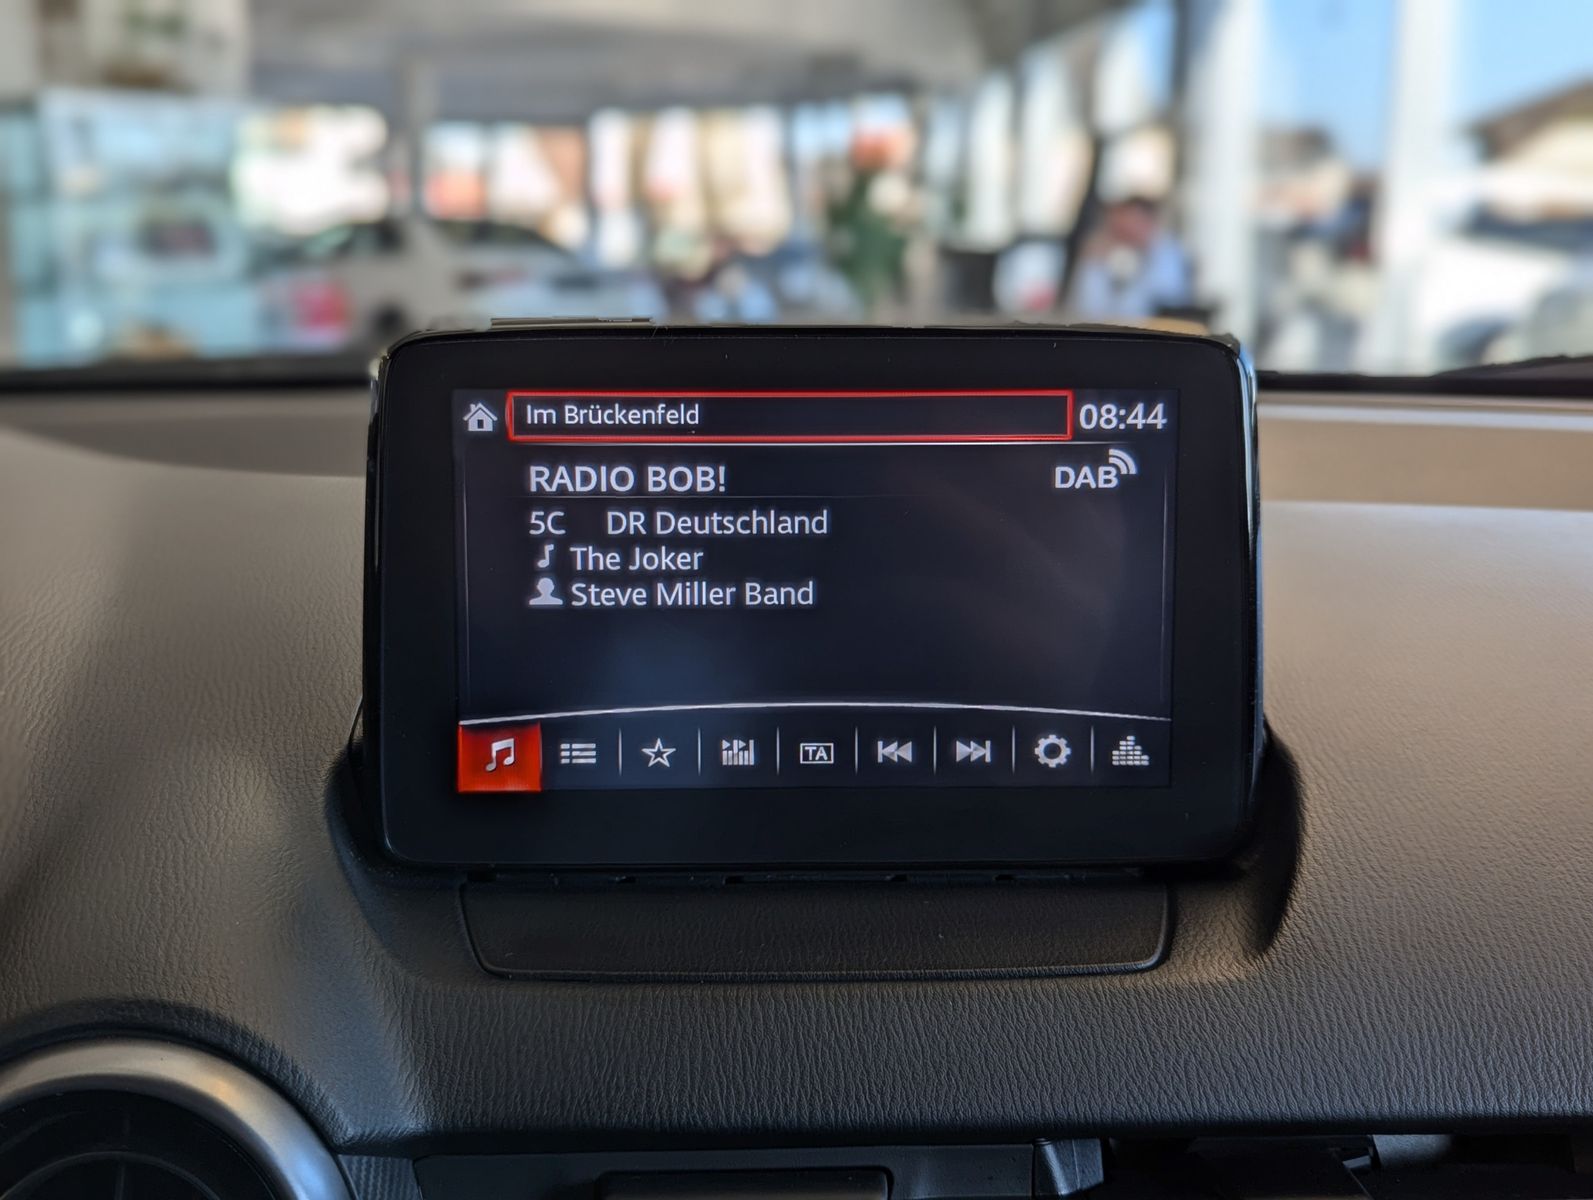 Im Brückenfeld 08:44
RADIO BOB! DAB
5C DR Deutschland
The Joker
Steve Miller Band
TA